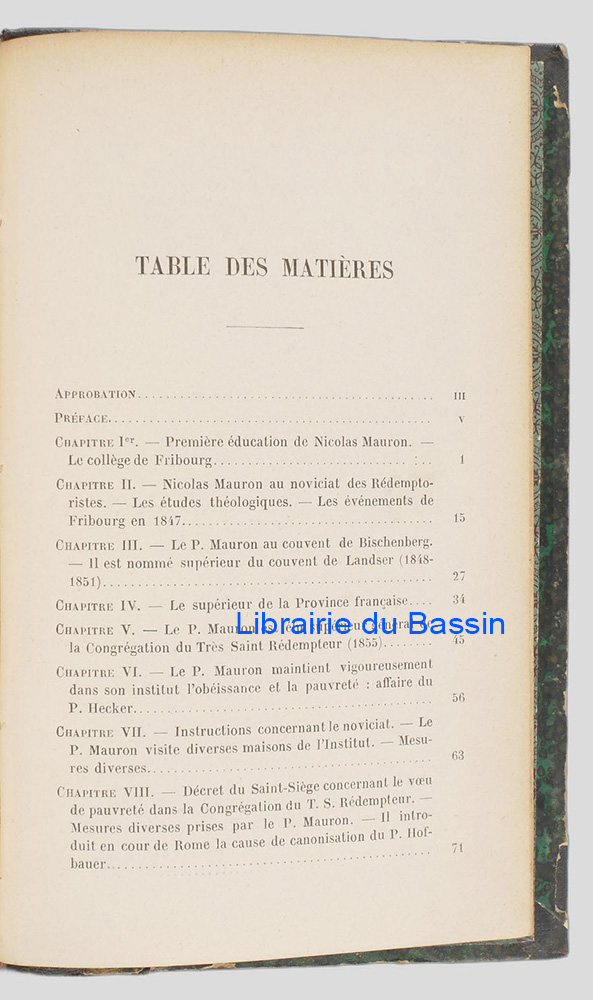 TABLE DES MATIÈRES
APPROBATION. III
PRÉFACE. V
CHAPITRE Ier. — Première éducation de Nicolas Mauron. —
Le collège de Fribourg. 1
CHAPITRE II. — Nicolas Mauron au noviciat des Rédempto-
ristes. — Les études théologiques. — Les événements de
Fribourg en 1847. 15
CHAPITRE III. — Le P. Mauron au couvent de Bischenberg.
— Il est nommé supérieur du couvent de Landser (1848-
1851). 27
CHAPITRE IV. — Le supérieur de la Province française. 34
Librairie du Bassin
CHAPITRE V. — Le P. Mauron est élu supérieur général de
la Congrégation du Très Saint Rédempteur (1855). 45
CHAPITRE VI. — Le P. Mauron maintient vigoureusement
dans son institut l'obéissance et la pauvreté : affaire du
P. Hecker. 56
CHAPITRE VII. — Instructions concernant le noviciat. — Le
P. Mauron visite diverses maisons de l'Institut. — Mesu-
res diverses. 63
CHAPITRE VIII. — Décret du Saint-Siège concernant le vœu
de pauvreté dans la Congrégation du T. S. Rédempteur. —
Mesures diverses prises par le P. Mauron. — Il intro-
duit en cour de Rome la cause de canonisation du P. Hof-
bauer. 71